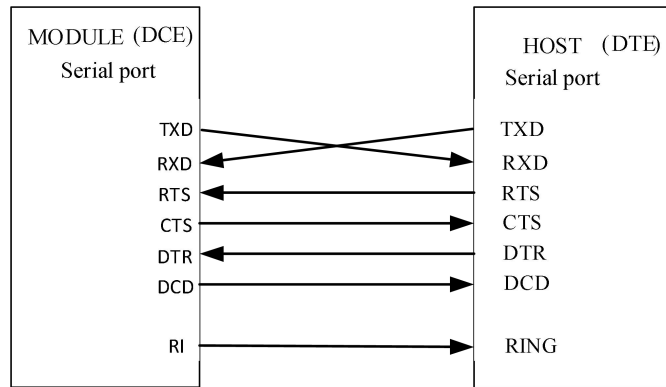 MODULE (DCE)
Serial port
TXD
RXD
RTS
CTS
DTR
DCD
RI
HOST (DTE)
Serial port
TXD
RXD
RTS
CTS
DTR
DCD
RING